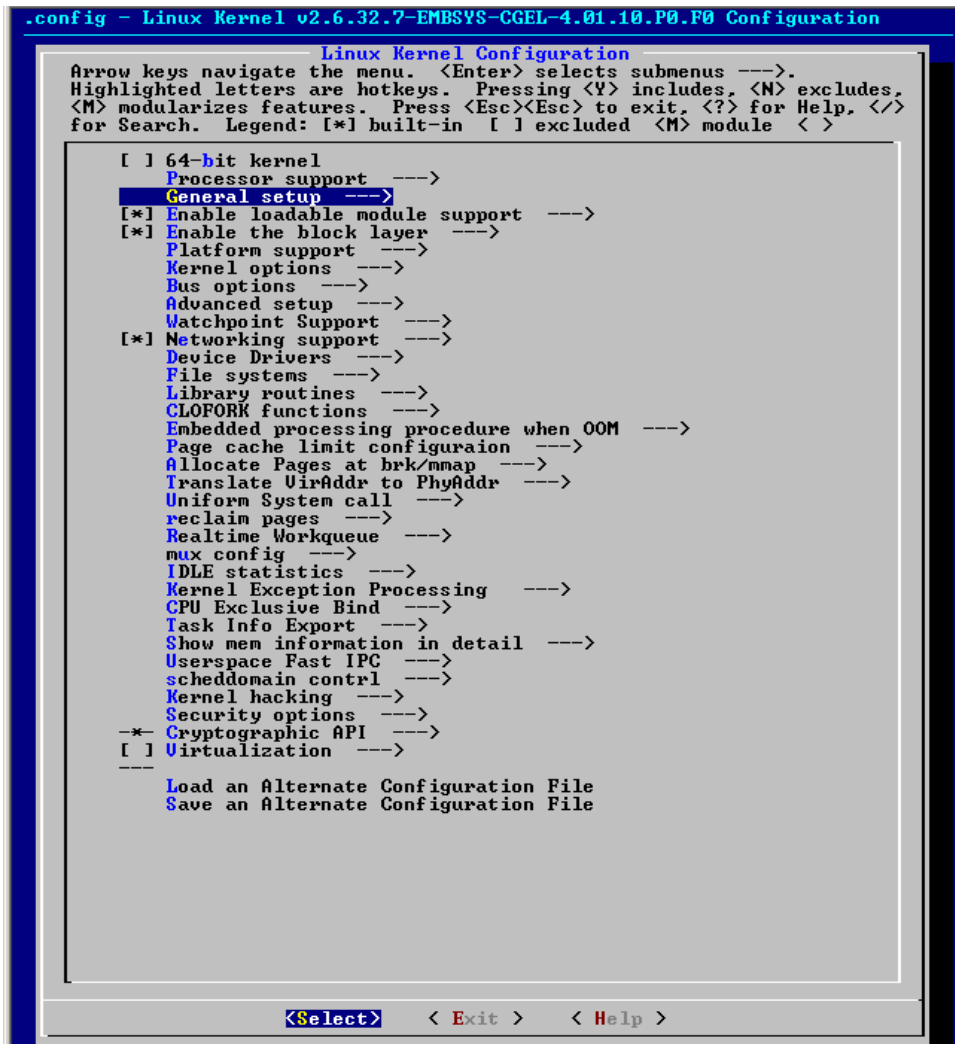 .config - Linux Kernel v2.6.32.7-EMBSYS-CGEL-4.01.10.P0.F0 Configuration
Linux Kernel Configuration
Arrow keys navigate the menu. <Enter> selects submenus --->.
Highlighted letters are hotkeys. Pressing <Y> includes, <N> excludes,
<M> modularizes features. Press <Esc><Esc> to exit, <?> for Help, </>
for Search. Legend: [*] built-in [ ] excluded <M> module < >
[ ] 64-bit kernel
Processor support --->
General setup --->
[*] Enable loadable module support --->
[*] Enable the block layer --->
Platform support --->
Kernel options --->
Bus options --->
Advanced setup --->
Watchpoint Support --->
[*] Networking support --->
Device Drivers --->
File systems --->
Library routines --->
CLOFORK functions --->
Embedded processing procedure when OOM --->
Page cache limit configuraion --->
Allocate Pages at brk/mmap --->
Translate VirAddr to PhyAddr --->
Uniform System call --->
reclaim pages --->
Realtime Workqueue --->
mux config --->
IDLE statistics --->
Kernel Exception Processing --->
CPU Exclusive Bind --->
Task Info Export --->
Show mem information in detail --->
Userspace Fast IPC --->
scheddomain contrl --->
Kernel hacking --->
Security options --->
-*- Cryptographic API --->
[ ] Virtualization --->
---
Load an Alternate Configuration File
Save an Alternate Configuration File
<Select> < Exit > < Help >